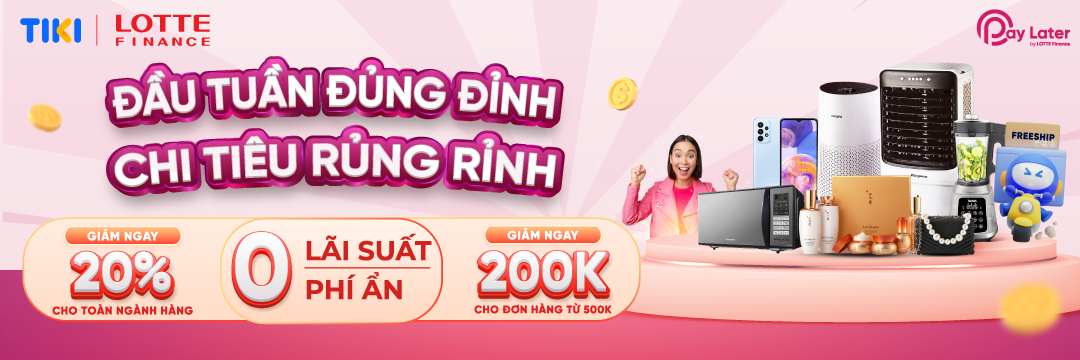 TIKI
LOTTE
FINANCE
Pay Later
by LOTTE Finance
ĐẦU TUẦN ĐỦNG ĐỈNH
CHI TIÊU RỦNG RỈNH
FREESHIP
GIẢM NGAY
20%
CHO TOÀN NGÀNH HÀNG
0
LÃI SUẤT
PHÍ ẨN
GIẢM NGAY
200K
CHO ĐƠN HÀNG TỪ 500K